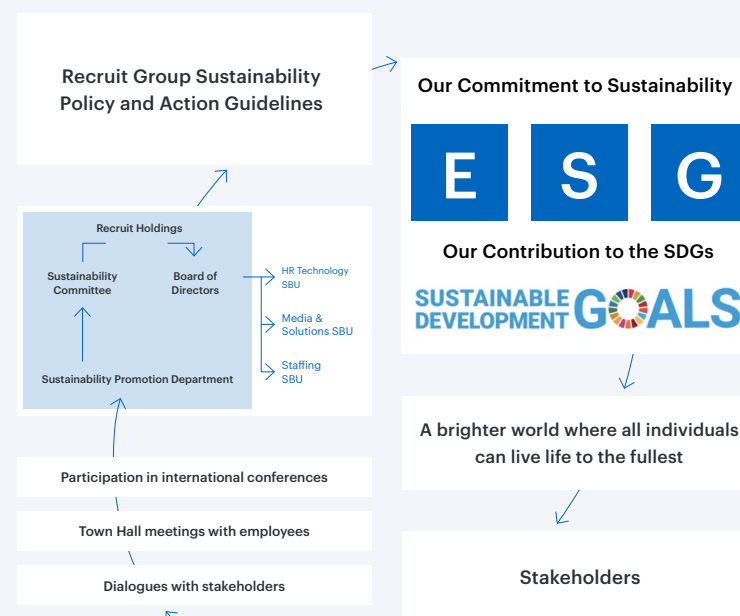 Recruit Group Sustainability
Policy and Action Guidelines
Recruit Holdings
Sustainability
Committee
Board of
Directors
HR Technology
SBU
Media &
Solutions SBU
Staffing
SBU
Sustainability Promotion Department
Participation in international conferences
Town Hall meetings with employees
Dialogues with stakeholders
Our Commitment to Sustainability
E S G
Our Contribution to the SDGs
SUSTAINABLE
DEVELOPMENT GOALS
A brighter world where all individuals
can live life to the fullest
Stakeholders